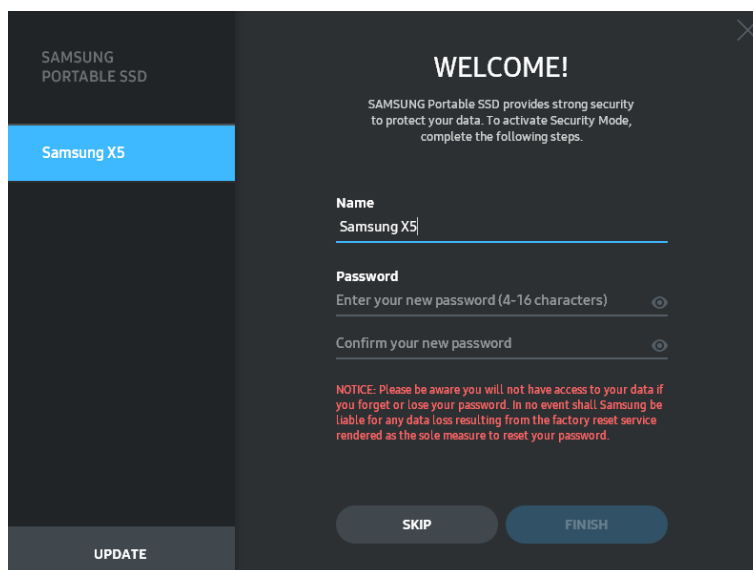 SAMSUNG
PORTABLE SSD
Samsung X5
UPDATE
WELCOME!
SAMSUNG Portable SSD provides strong security
to protect your data. To activate Security Mode,
complete the following steps.
Name
Samsung X5
Password
Enter your new password (4-16 characters)
Confirm your new password
NOTICE: Please be aware you will not have access to your data if
you forget or lose your password. In no event shall Samsung be
liable for any data loss resulting from the factory reset service
rendered as the sole measure to reset your password.
SKIP
FINISH